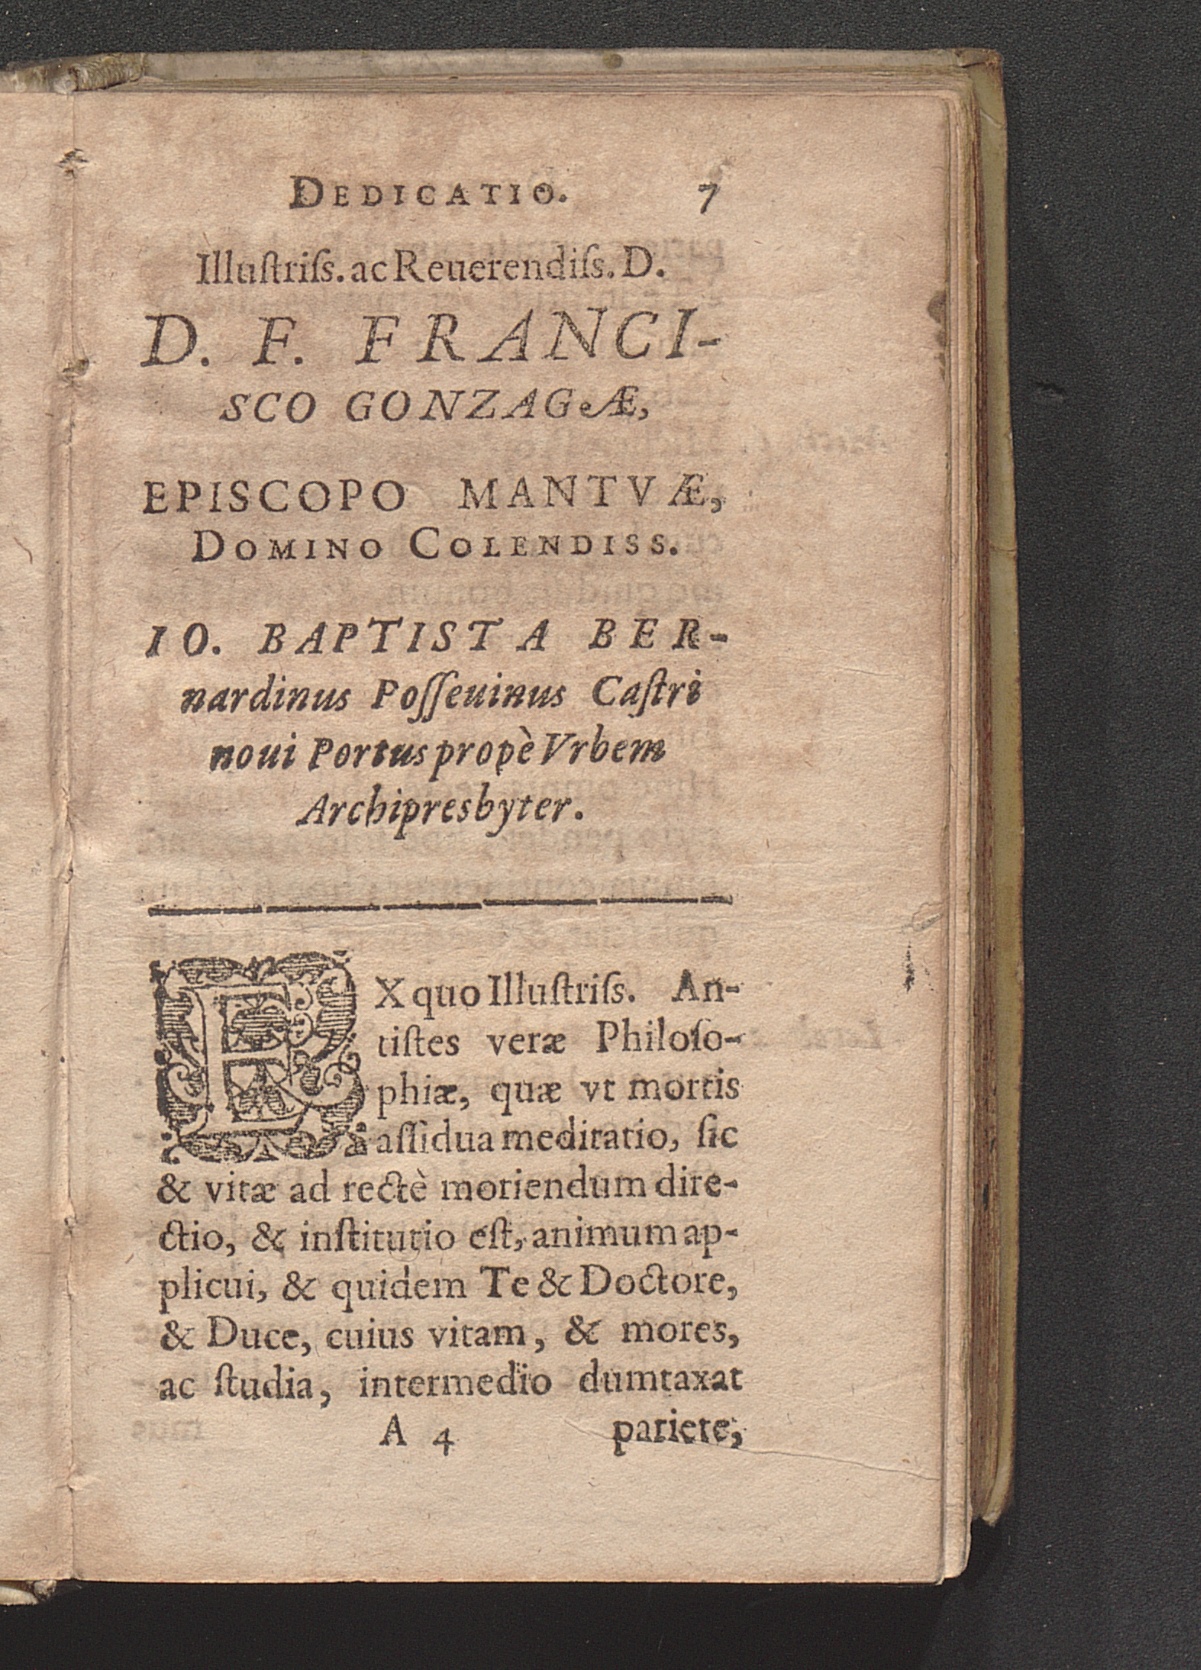 DEDICATIO. 7
Illuſtriſs. ac Reuerendiſs. D.
D. F. FRANCI-
SCO GONZAGÆ,
EPISCOPO MANTVÆ,
DOMINO COLENDISS.
IO. BAPTISTA BER-
nardinus Poſſeuinus Caſtri
noui Portus propè Vrbem
Archipresbyter.
EX quo Illuſtriſs. An-
tiſtes veræ Philoſo-
phiæ, quæ vt mortis
aſſidua meditatio, ſic
& vitæ ad rectè moriendum dire-
ctio, & inſtitutio eſt, animum ap-
plicui, & quidem Te & Doctore,
& Duce, cuius vitam, & mores,
ac ſtudia, intermedio dumtaxat
A 4 pariete,